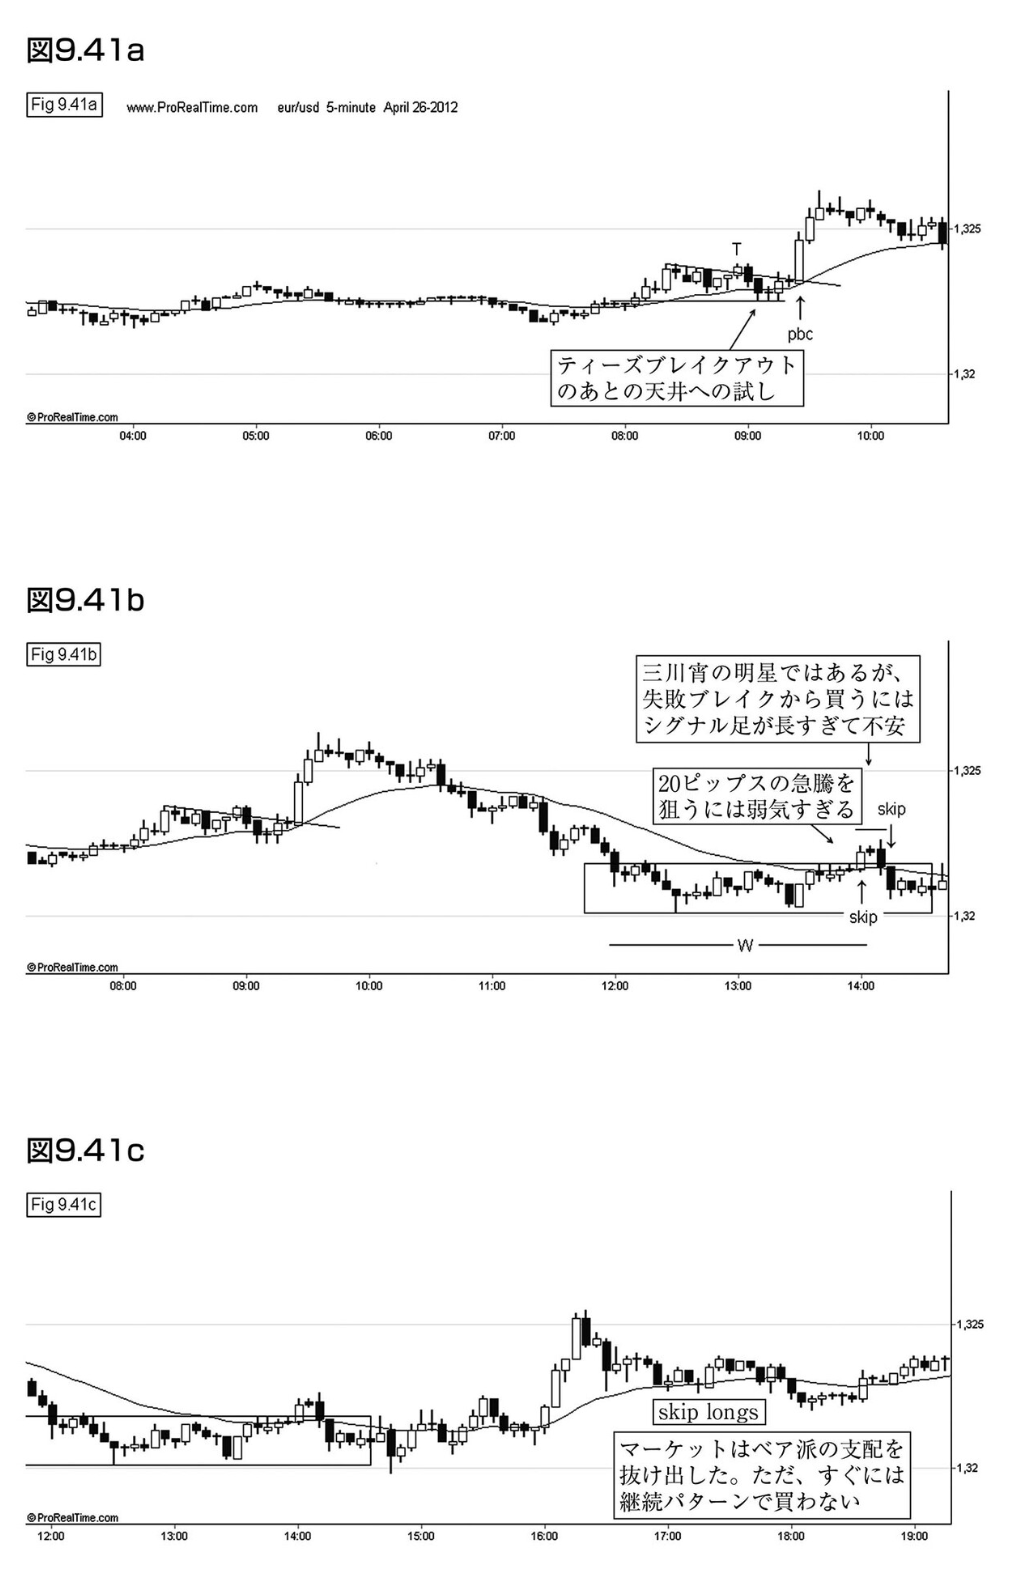 図9.41a
Fig 9.41a www.ProRealTime.com eur/usd 5-minute April 26-2012
1,325
T
pbc
ティーズブレイクアウト
のあとの天井への試し
1,32
©ProRealTime.com
04:00 05:00 06:00 07:00 08:00 09:00 10:00
図9.41b
Fig 9.41b
三川宵の明星ではあるが、
失敗ブレイクから買うには
シグナル足が長すぎて不安
1,325
20ピップスの急騰を
狙うには弱気すぎる
skip
skip
1,32
W
©ProRealTime.com
08:00 09:00 10:00 11:00 12:00 13:00 14:00
図9.41c
Fig 9.41c
1,325
skip longs
マーケットはベア派の支配を
抜け出した。ただ、すぐには
継続パターンで買わない
1,32
©ProRealTime.com
12:00 13:00 14:00 15:00 16:00 17:00 18:00 19:00